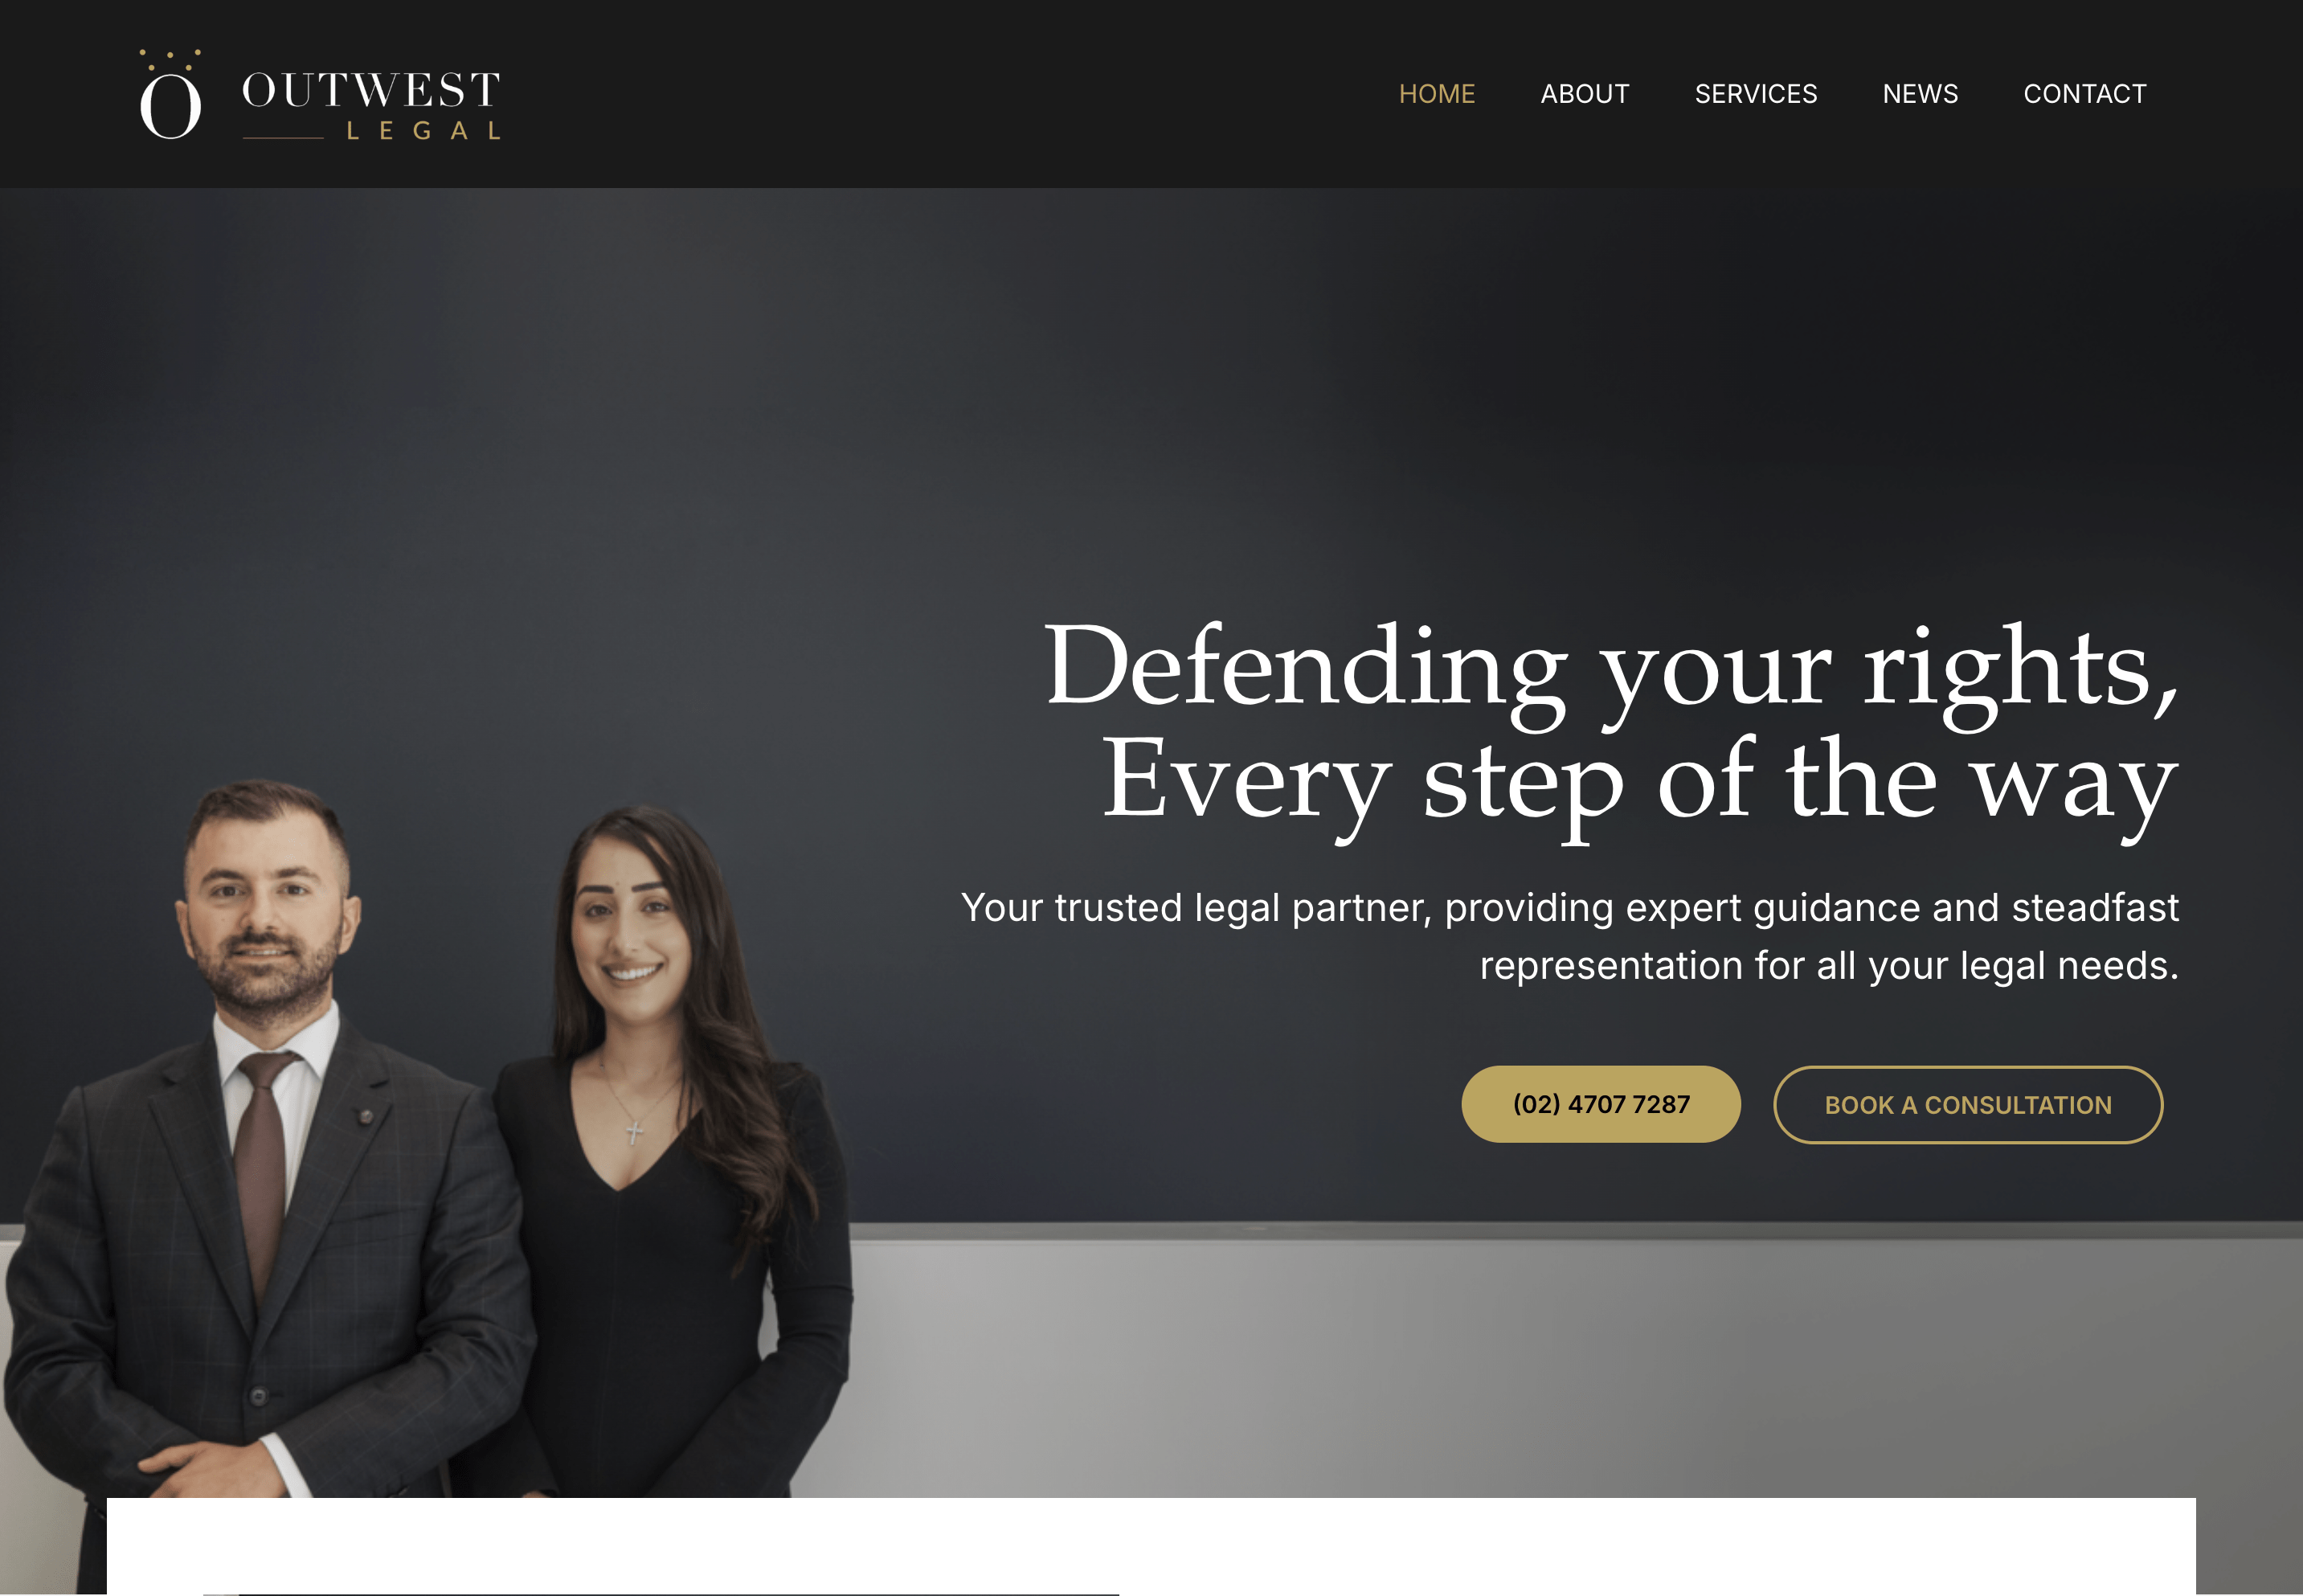 O
OUTWEST
LEGAL
HOME
ABOUT
SERVICES
NEWS
CONTACT
Defending your rights,
Every step of the way
Your trusted legal partner, providing expert guidance and steadfast
representation for all your legal needs.
(02) 4707 7287
BOOK A CONSULTATION